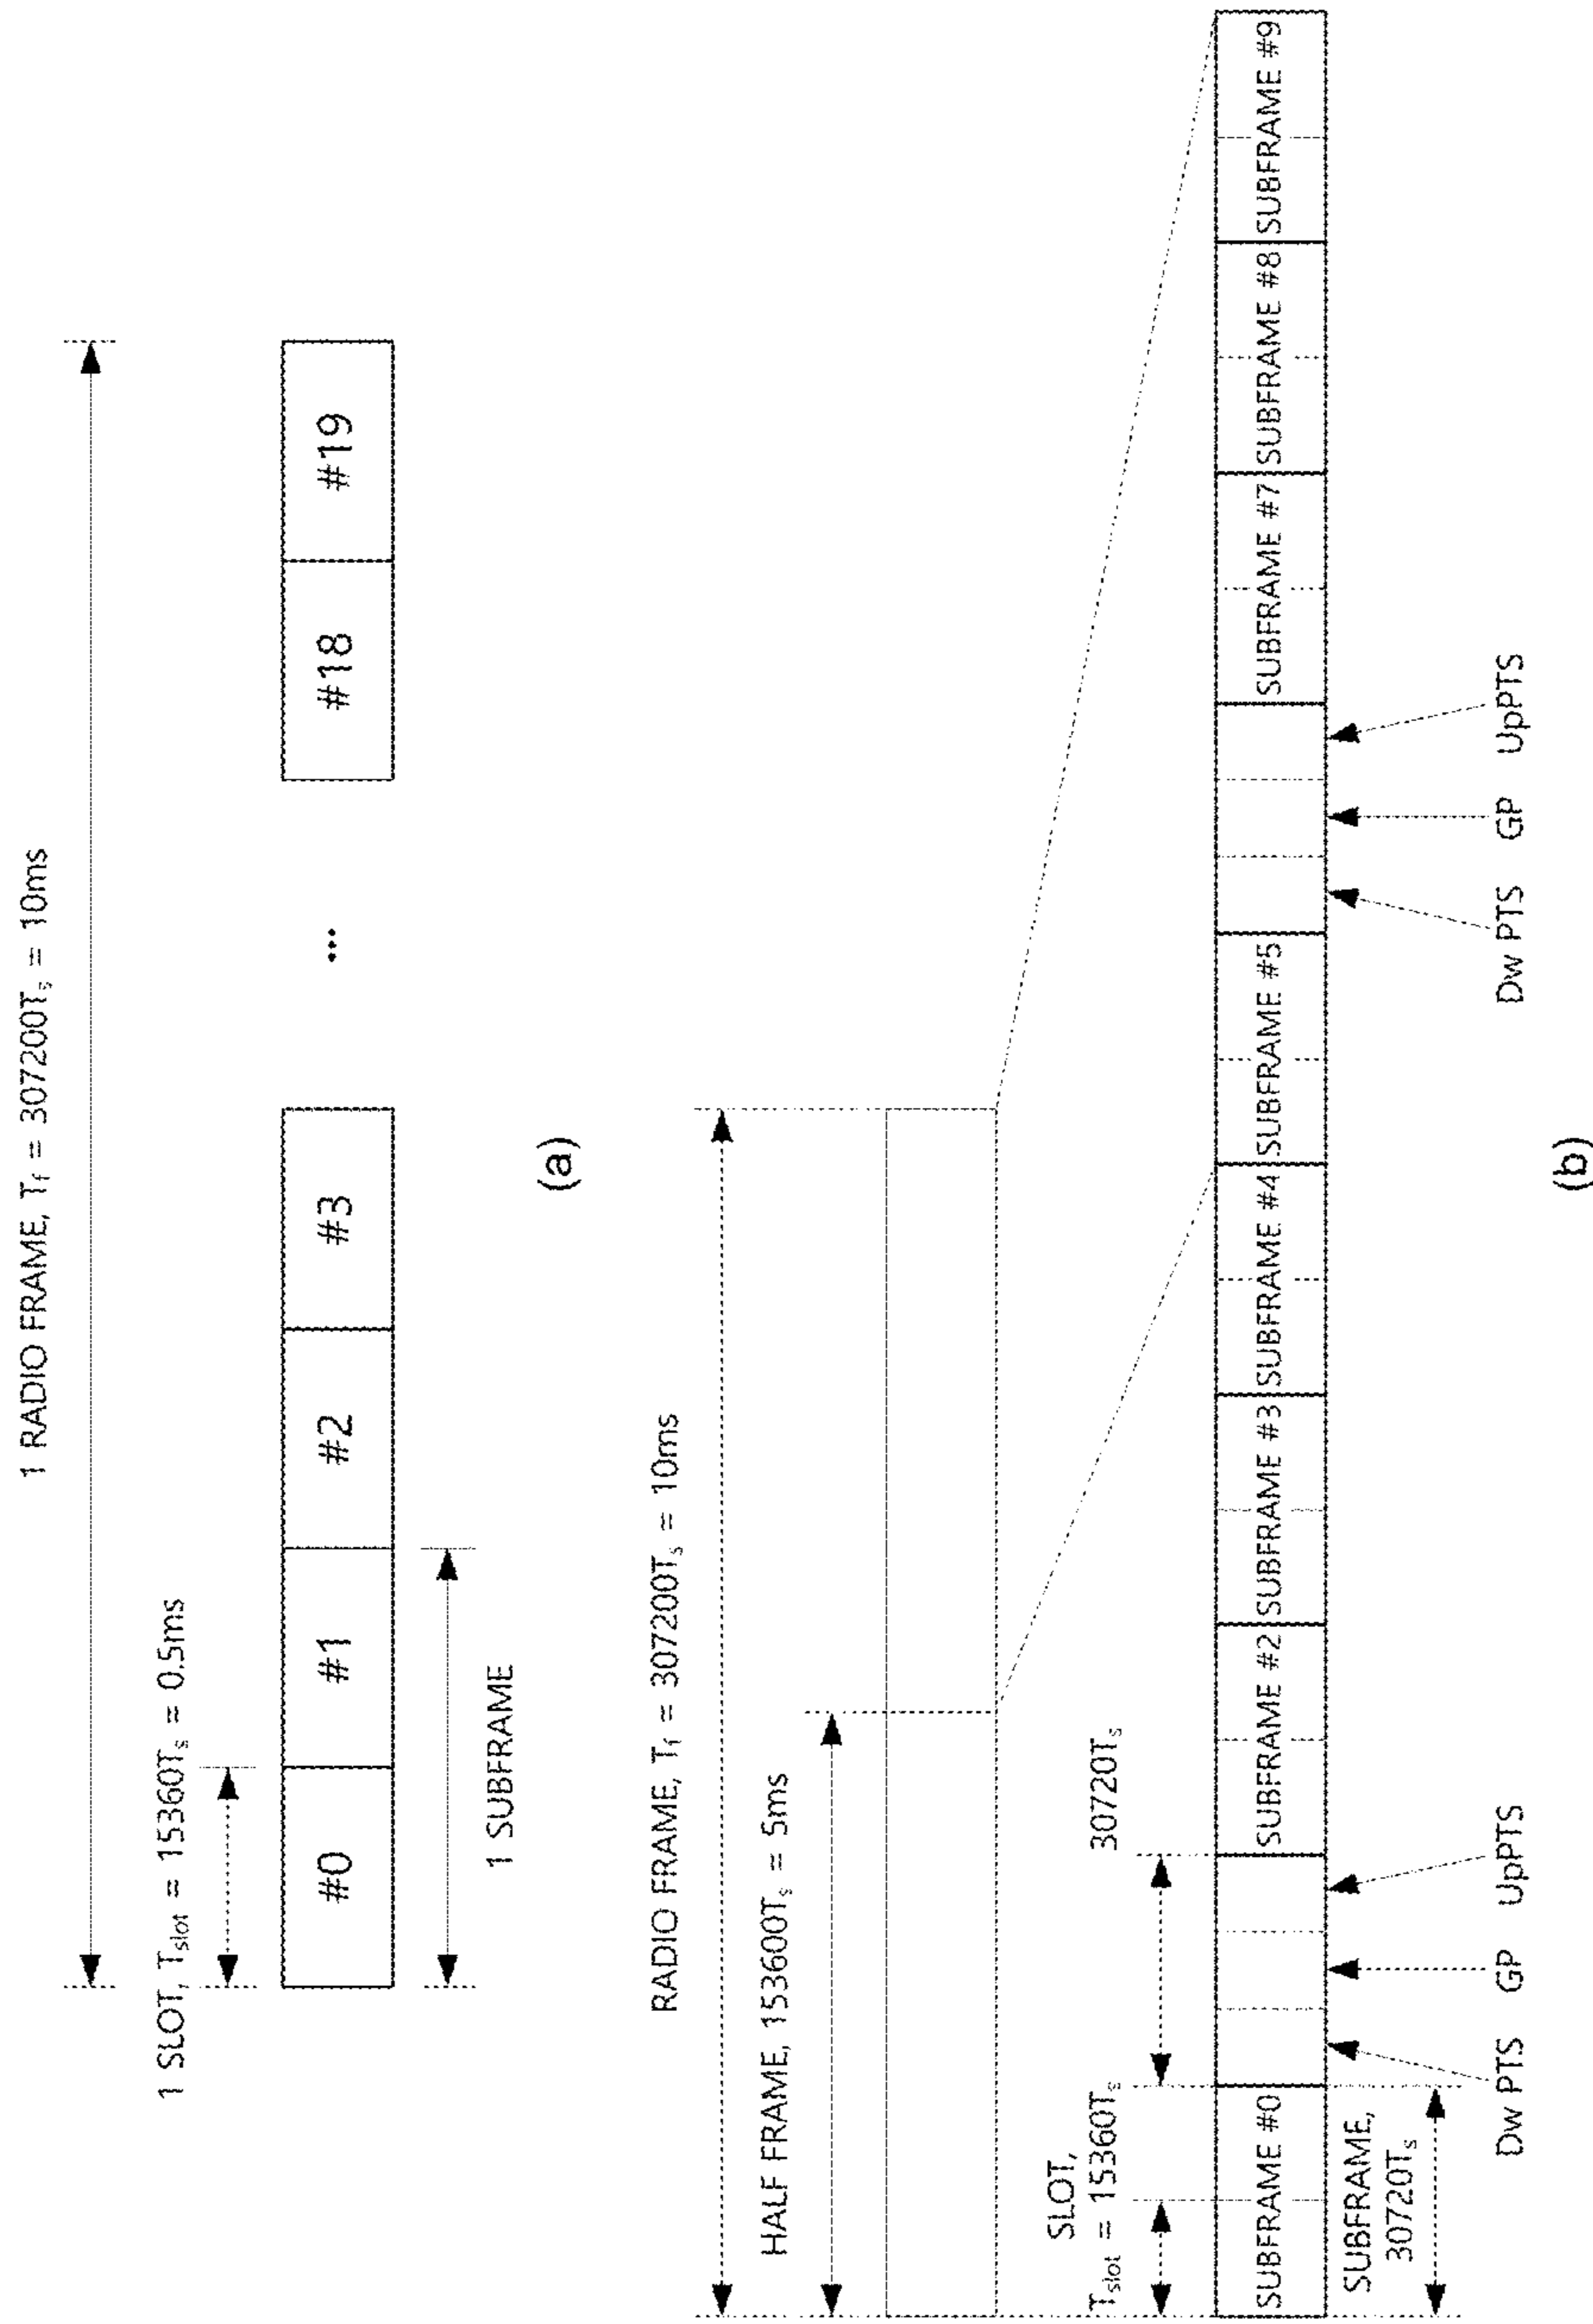 1 RADIO FRAME, Tf = 307200Ts = 10ms
1 SLOT, Tslot = 15360Ts = 0.5ms
#0 #1 #2 #3 ... #18 #19
1 SUBFRAME
(a)
RADIO FRAME, Tf = 307200Ts = 10ms
HALF FRAME, 153600Ts = 5ms
SLOT,
Tslot = 15360Ts
30720Ts
SUBFRAME #0 SUBFRAME #2 SUBFRAME #3 SUBFRAME #4 SUBFRAME #5 SUBFRAME #7 SUBFRAME #8 SUBFRAME #9
SUBFRAME,
30720Ts
Dw PTS GP UpPTS Dw PTS GP UpPTS
(b)